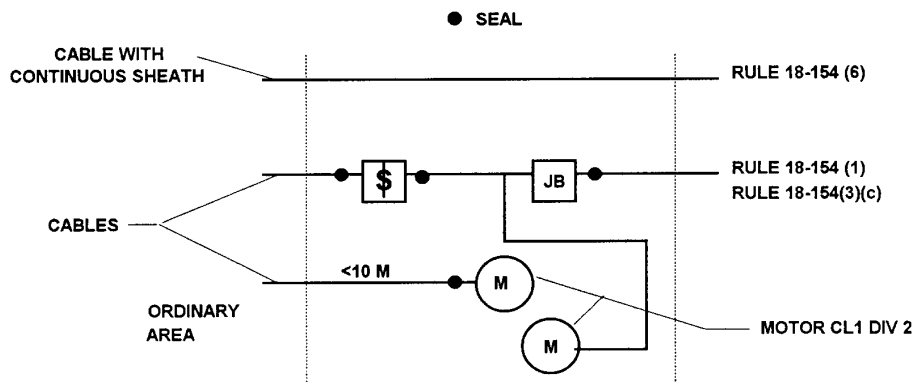 SEAL
CABLE WITH
CONTINUOUS SHEATH
RULE 18-154 (6)
$
JB
RULE 18-154 (1)
RULE 18-154(3)(c)
CABLES
<10 M
M
ORDINARY
AREA
M
MOTOR CL1 DIV 2